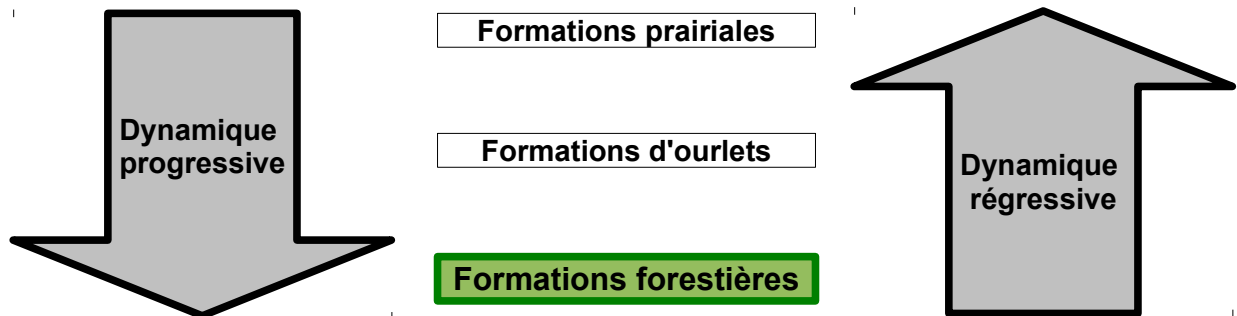 Formations prairiales
Dynamique
progressive
Formations d'ourlets
Dynamique
régressive
Formations forestières